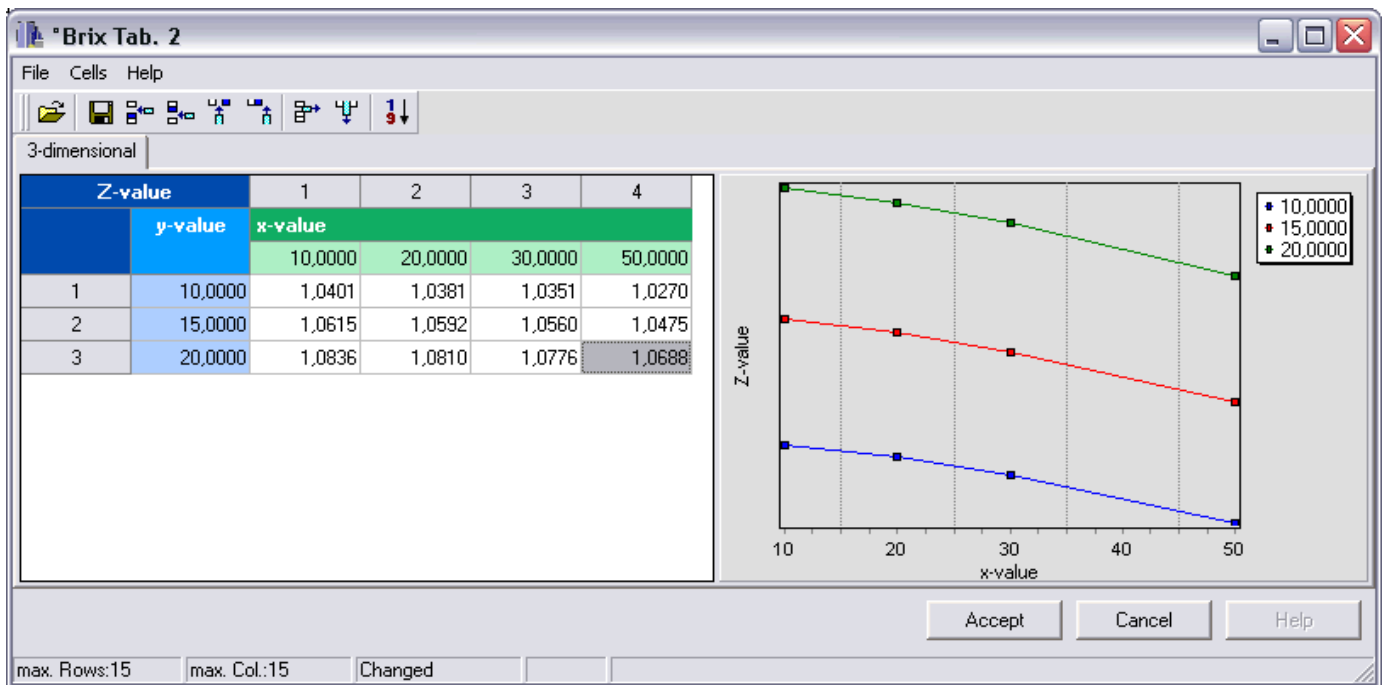 °Brix Tab. 2
File Cells Help
3-dimensional
Z-value 1 2 3 4
y-value x-value
10,0000 20,0000 30,0000 50,0000
1 10,0000 1,0401 1,0381 1,0351 1,0270
2 15,0000 1,0615 1,0592 1,0560 1,0475
3 20,0000 1,0836 1,0810 1,0776 1,0688
Z-value
10,0000
15,0000
20,0000
10 20 30 40 50
x-value
Accept Cancel Help
max. Rows:15 max. Col.:15 Changed